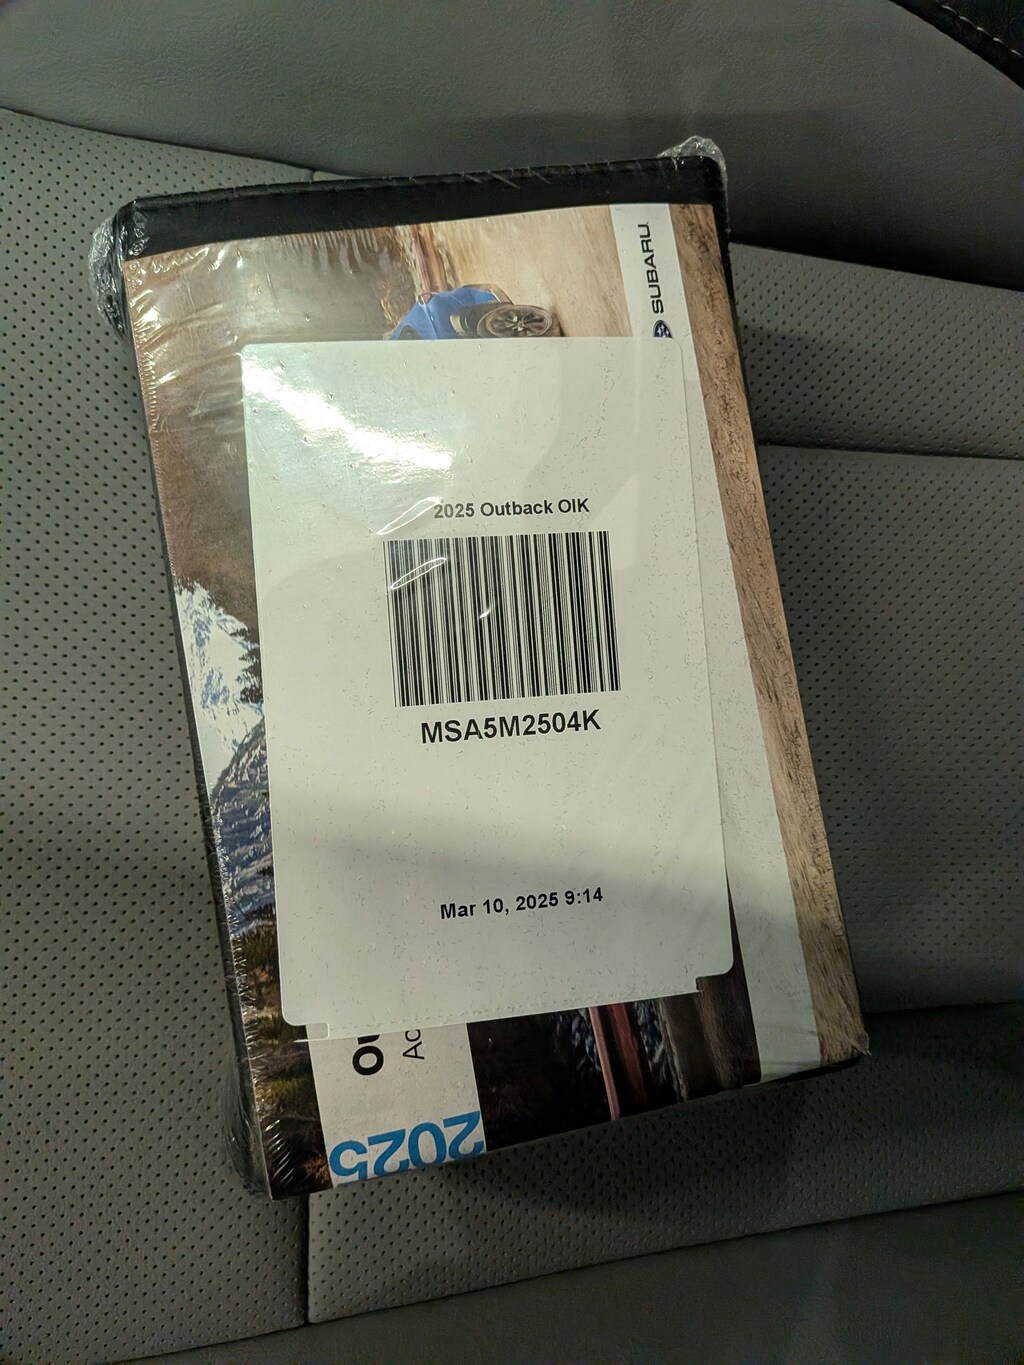 SUBARU
2025 Outback OIK
MSA5M2504K
Mar 10, 2025 9:14
2025